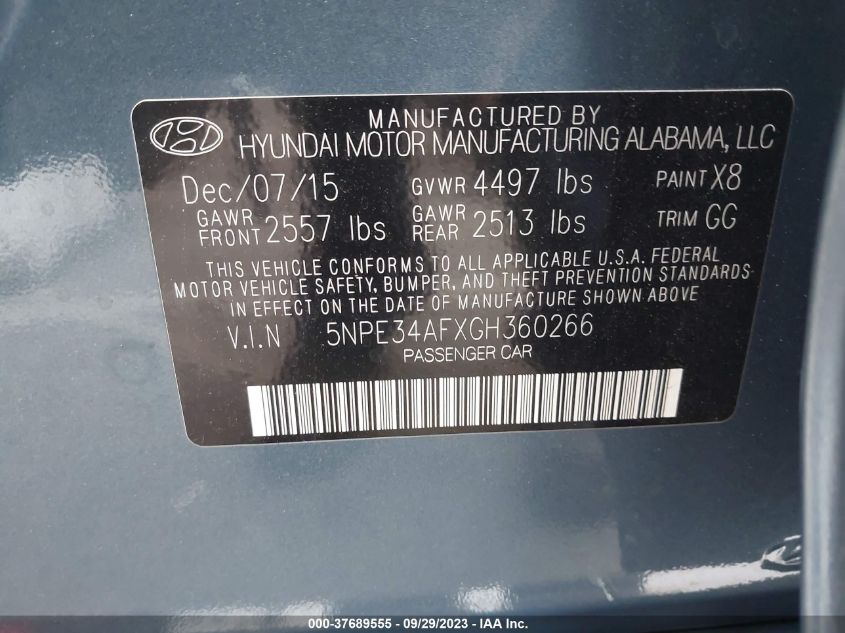 MANUFACTURED BY
HYUNDAI MOTOR MANUFACTURING ALABAMA, LLC
Dec/07/15 GVWR 4497 lbs PAINT X8
GAWR FRONT 2557 lbs GAWR REAR 2513 lbs TRIM GG
THIS VEHICLE CONFORMS TO ALL APPLICABLE U.S.A. FEDERAL
MOTOR VEHICLE SAFETY, BUMPER, AND THEFT PREVENTION STANDARDS
IN EFFECT ON THE DATE OF MANUFACTURE SHOWN ABOVE
V.I.N 5NPE34AFXGH360266
PASSENGER CAR
000-37689555 - 09/29/2023 - IAA Inc.